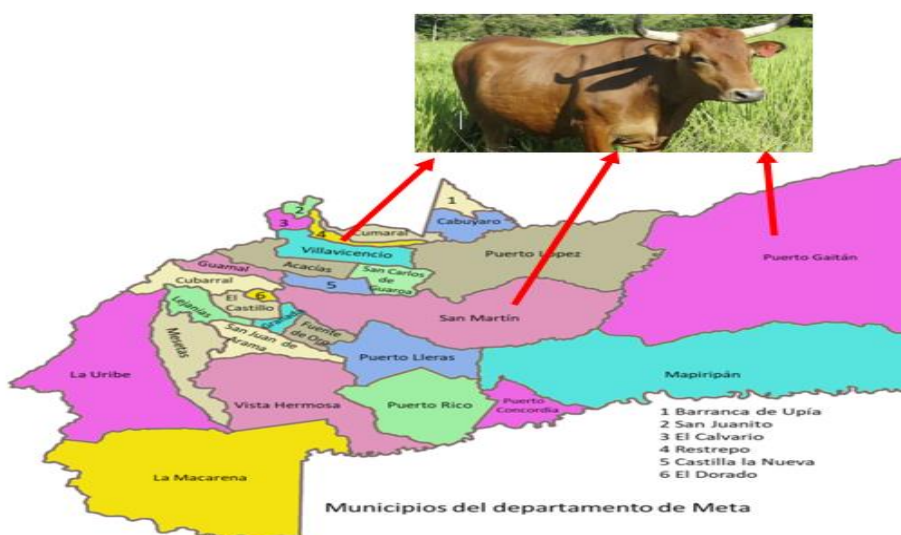 1
2
3
4
Cumaral
Cabuyaro
Villavicencio
Puerto López
Puerto Gaitán
Guamal
Acacías
San Carlos
de
Guaroa
Cubarral
5
6
El
Castillo
Lejanías
Fuente
de Oro
San Martín
Mesetas
San Juan de
Arama
Puerto Lleras
La Uribe
Mapiripán
Vista Hermosa
Puerto Rico
Puerto
Concordia
La Macarena
1 Barranca de Upía
2 San Juanito
3 El Calvario
4 Restrepo
5 Castilla la Nueva
6 El Dorado
Municipios del departamento de Meta